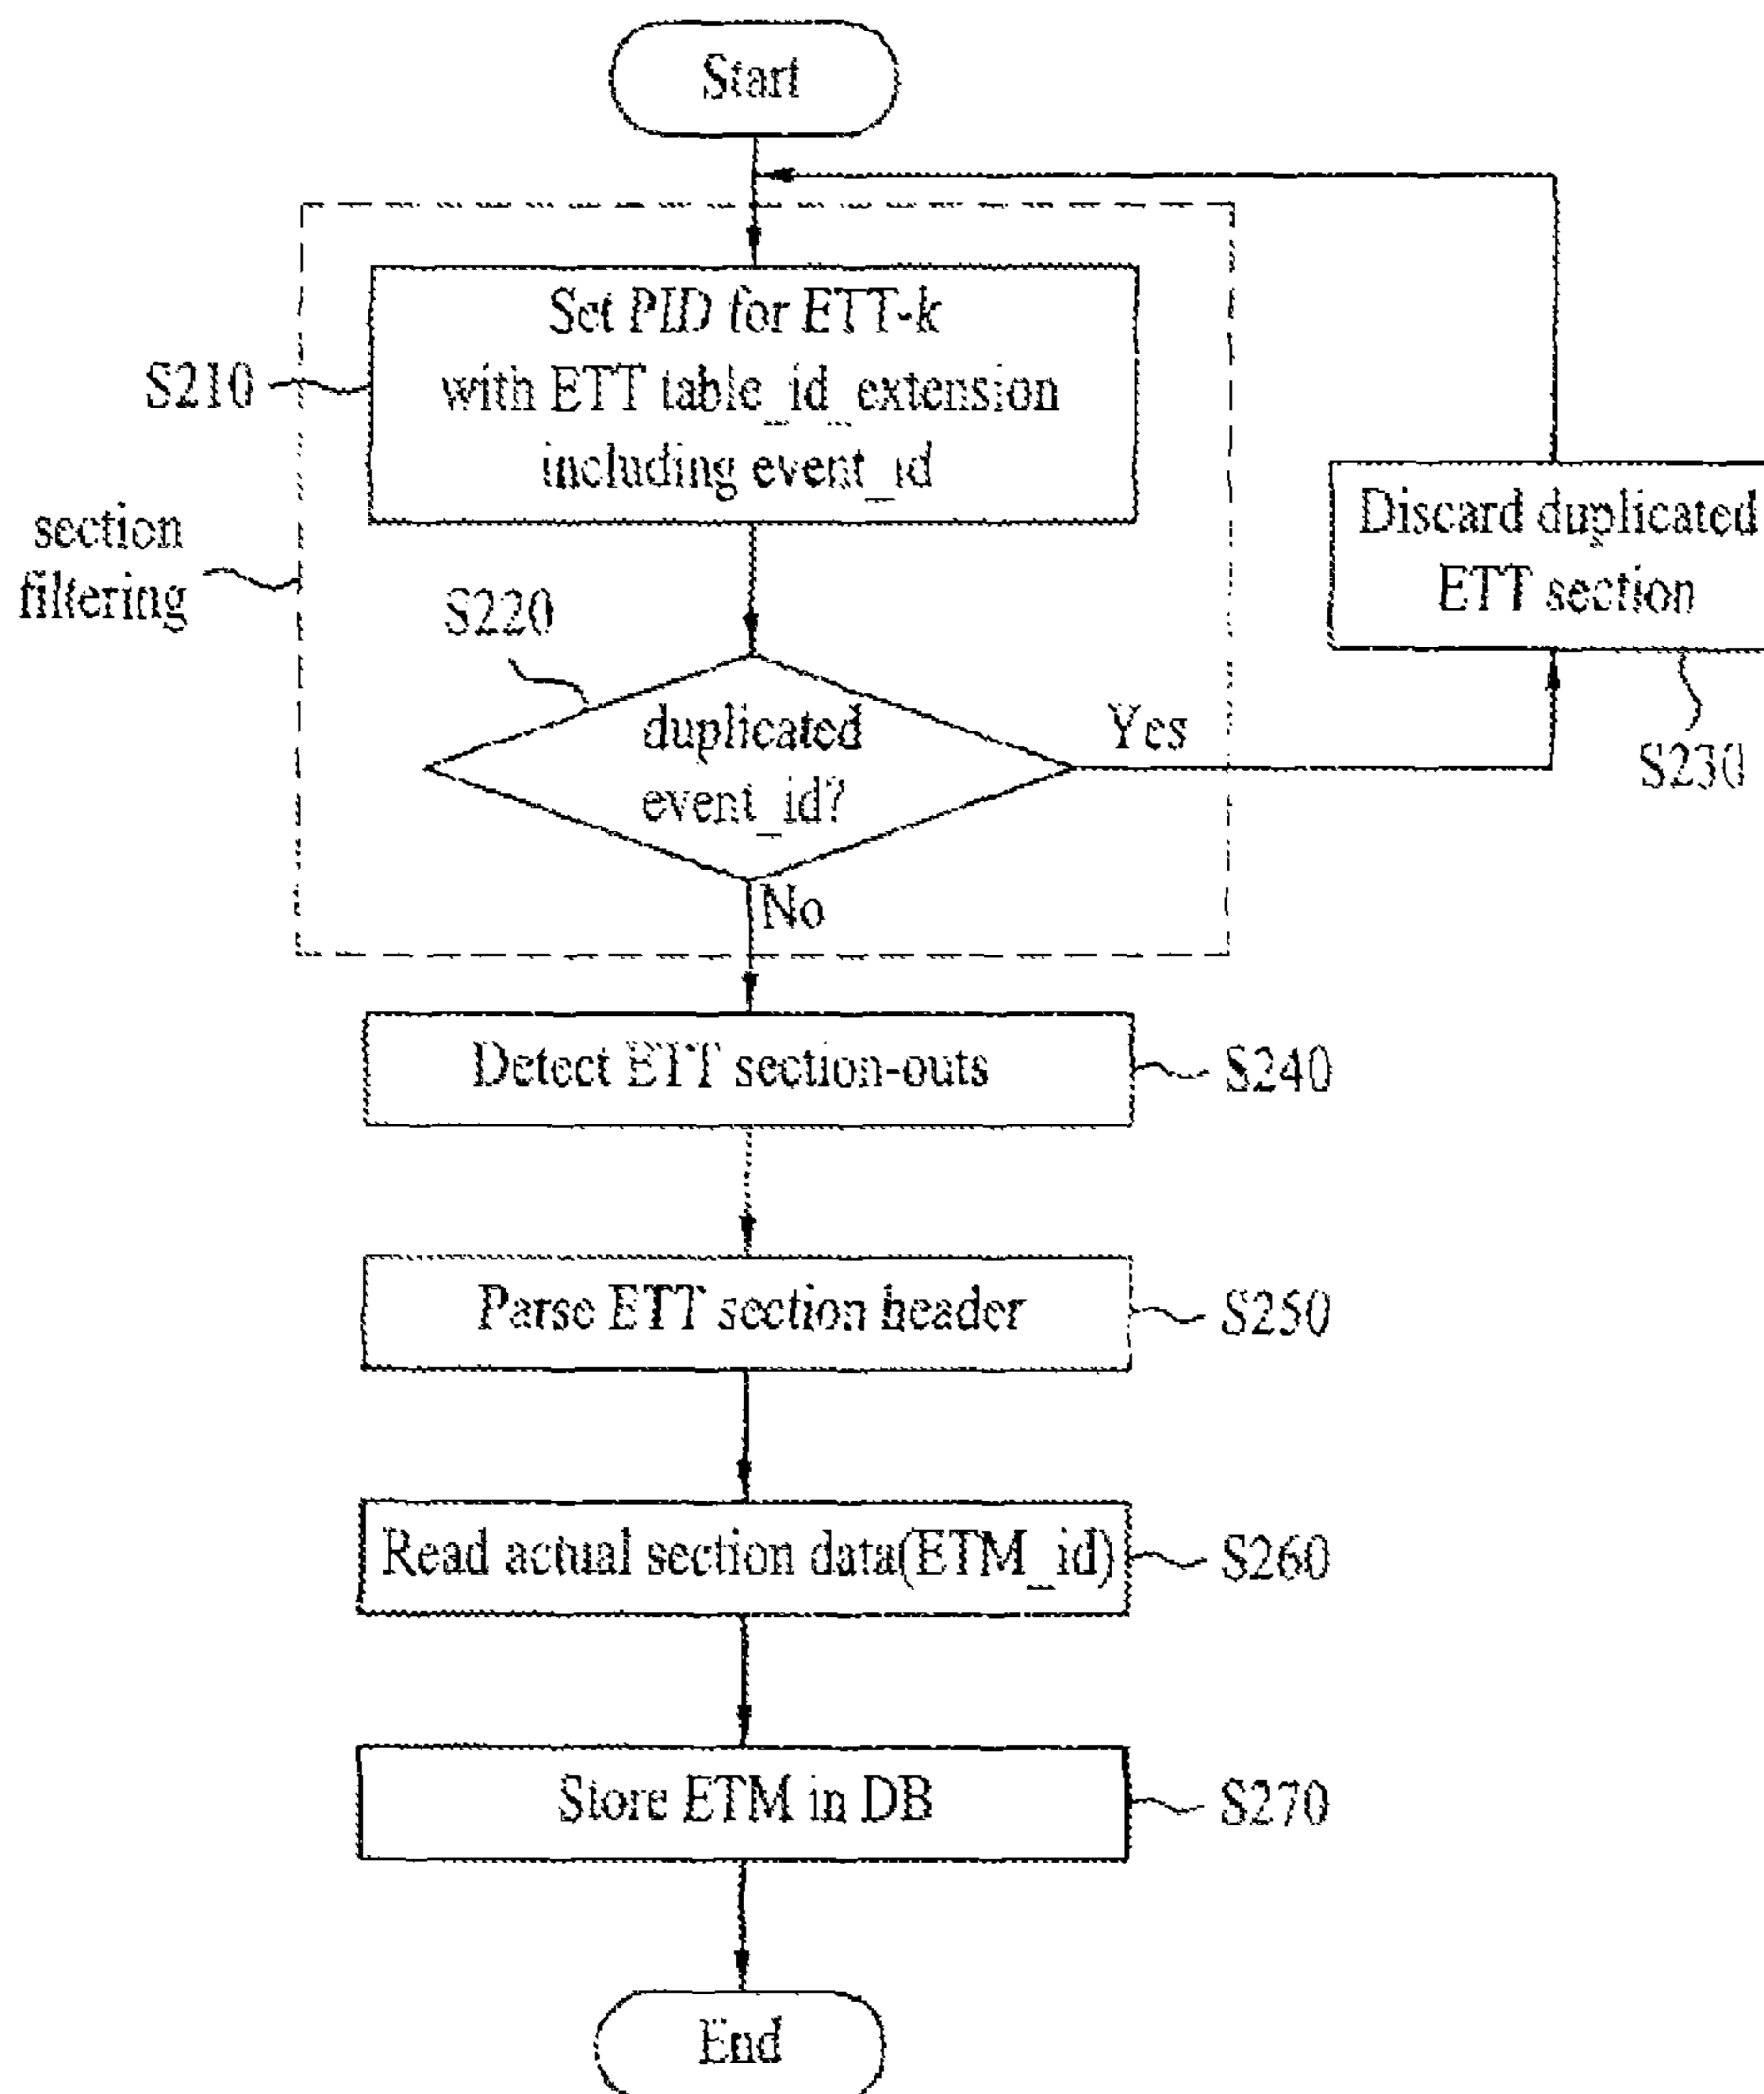 Start
Set PID for ETT-k
with ETT table_id_extension
including event_id
S210
section
filtering
S220
duplicated
event_id?
Yes
No
Discard duplicated
ETT section
S230
Detect ETT section-outs
S240
Parse ETT section header
S250
Read actual section data(ETM_id)
S260
Store ETM in DB
S270
End